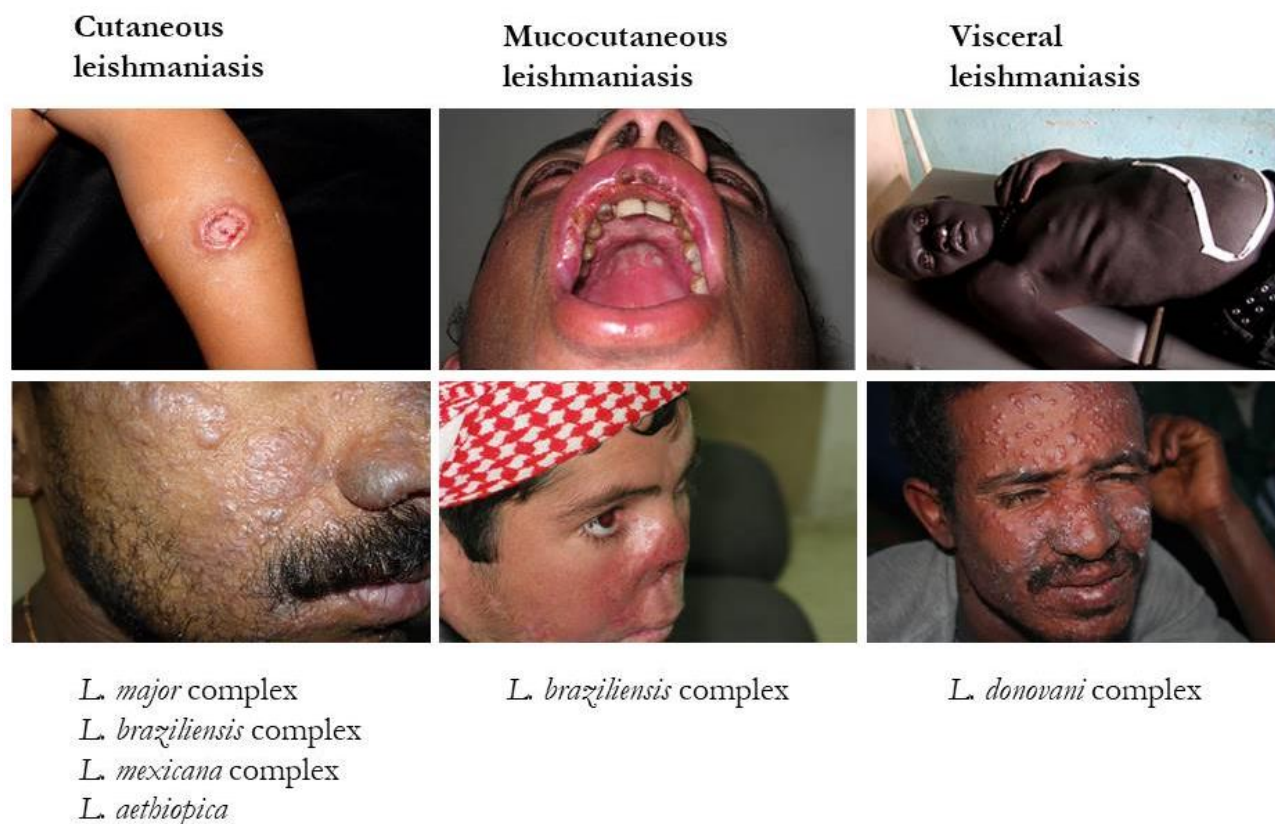 Cutaneous
leishmaniasis
Mucocutaneous
leishmaniasis
Visceral
leishmaniasis
L. major complex
L. braziliensis complex
L. mexicana complex
L. aethiopica
L. braziliensis complex
L. donovani complex